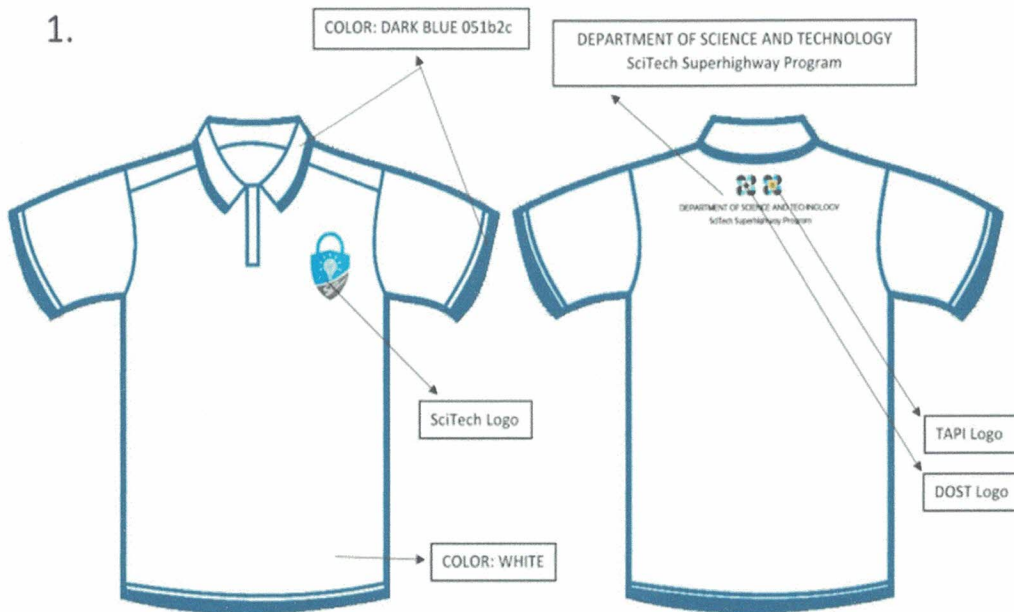 1.
COLOR: DARK BLUE 051b2c
DEPARTMENT OF SCIENCE AND TECHNOLOGY
SciTech Superhighway Program
DEPARTMENT OF SCIENCE AND TECHNOLOGY
SciTech Superhighway Program
SciTech Logo
TAPI Logo
DOST Logo
COLOR: WHITE